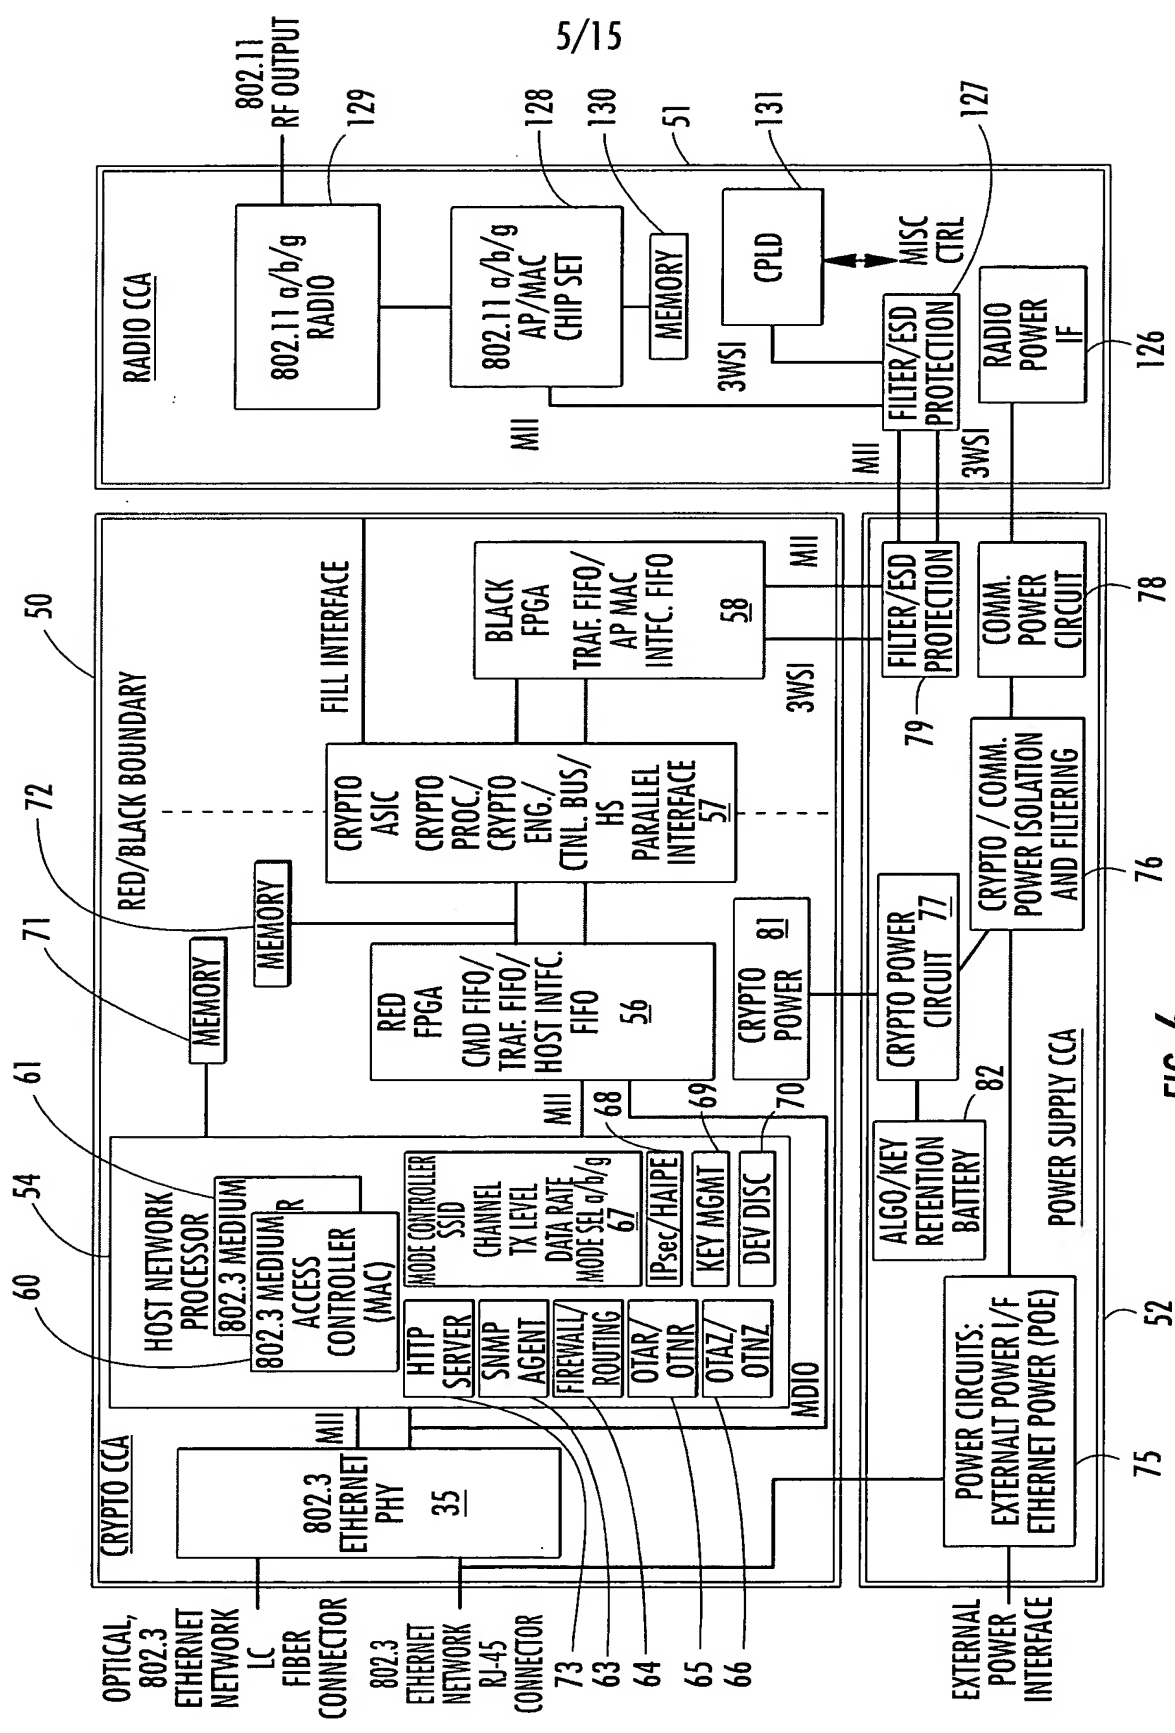 5/15
OPTICAL,
802.3
ETHERNET
NETWORK
LC
FIBER
CONNECTOR
802.3
ETHERNET
NETWORK
RJ-45
CONNECTOR
73
63
64
65
66
CRYPTO CCA
802.3
ETHERNET
PHY
35
MII
MDIO
60
54
61
HOST NETWORK
PROCESSOR
802.3 MEDIUM
R
802.3 MEDIUM
ACCESS
CONTROLLER
(MAC)
HTTP
SERVER
SNMP
AGENT
FIREWALL/
ROUTING
OTAR/
OTNR
OTAZ/
OTNZ
MODE CONTROLLER
SSID
CHANNEL
TX LEVEL
DATA RATE
MODE SEL a/b/g
67
IPsec/HAIPE
KEY MGMT
DEV DISC
68
69
70
MII
71
72
MEMORY
MEMORY
RED
FPGA
CMD FIFO/
TRAF. FIFO/
HOST INTFC.
FIFO
56
CRYPTO
POWER
81
RED/BLACK BOUNDARY
50
CRYPTO
ASIC
CRYPTO
PROC./
CRYPTO
ENG./
CTNL. BUS/
HS
PARALLEL
INTERFACE
57
FILL INTERFACE
BLACK
FPGA
TRAF. FIFO/
AP MAC
INTFC. FIFO
58
3WSI
MII
RADIO CCA
802.11
RF OUTPUT
802.11 a/b/g
RADIO
129
802.11 a/b/g
AP/MAC
CHIP SET
128
MEMORY
130
51
CPLD
131
MISC
CTRL
MII
3WSI
FILTER/ESD
PROTECTION
127
MII
3WSI
RADIO
POWER
IF
126
EXTERNAL
POWER
INTERFACE
POWER CIRCUITS:
EXTERNALT POWER I/F
ETHERNET POWER (POE)
75
52
POWER SUPPLY CCA
ALGO/KEY
RETENTION
BATTERY
82
CRYPTO POWER
CIRCUIT 77
CRYPTO / COMM.
POWER ISOLATION
AND FILTERING
76
FILTER/ESD
PROTECTION
79
COMM.
POWER
CIRCUIT
78
FIG. 6